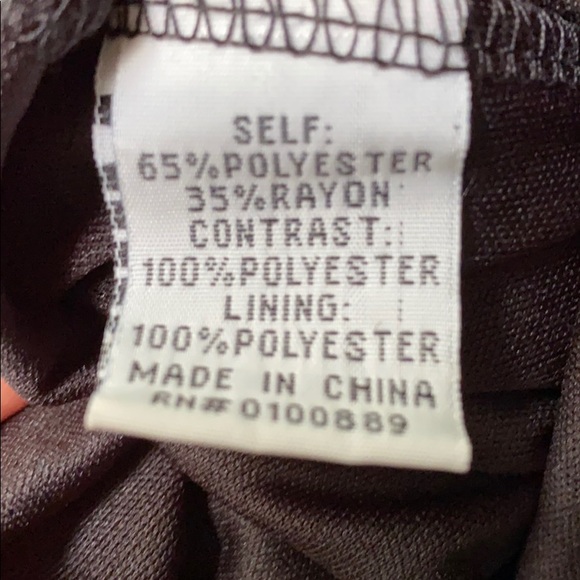 SELF:
65%POLYESTER
35%RAYON
CONTRAST:
100%POLYESTER
LINING:
100%POLYESTER
MADE IN CHINA
RN# 0100889